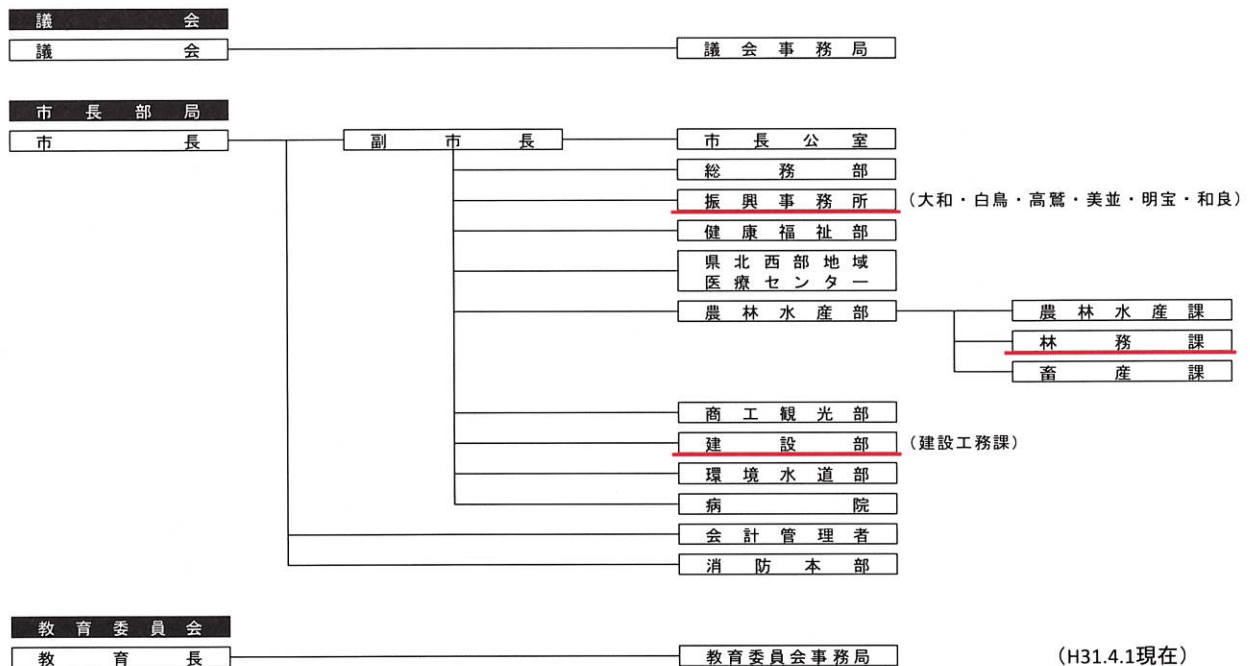 議会
議会
議会事務局
市長部局
市長
副市長
市長公室
総務部
振興事務所
(大和・白鳥・高鷲・美並・明宝・和良)
健康福祉部
県北西部地域
医療センター
農林水産部
農林水産課
林務課
畜産課
商工観光部
建設部
(建設工務課)
環境水道部
病院
会計管理者
消防本部
教育委員会
教育長
教育委員会事務局
(H31.4.1現在)